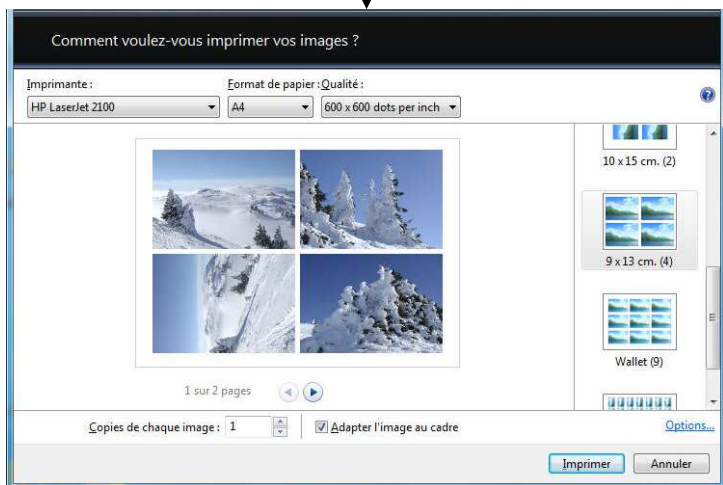 Comment voulez-vous imprimer vos images ?
Imprimante : Format de papier : Qualité :
HP LaserJet 2100 A4 600 x 600 dots per inch
10 x 15 cm. (2)
9 x 13 cm. (4)
Wallet (9)
1 sur 2 pages
Copies de chaque image : 1 Adapter l'image au cadre Options...
Imprimer Annuler